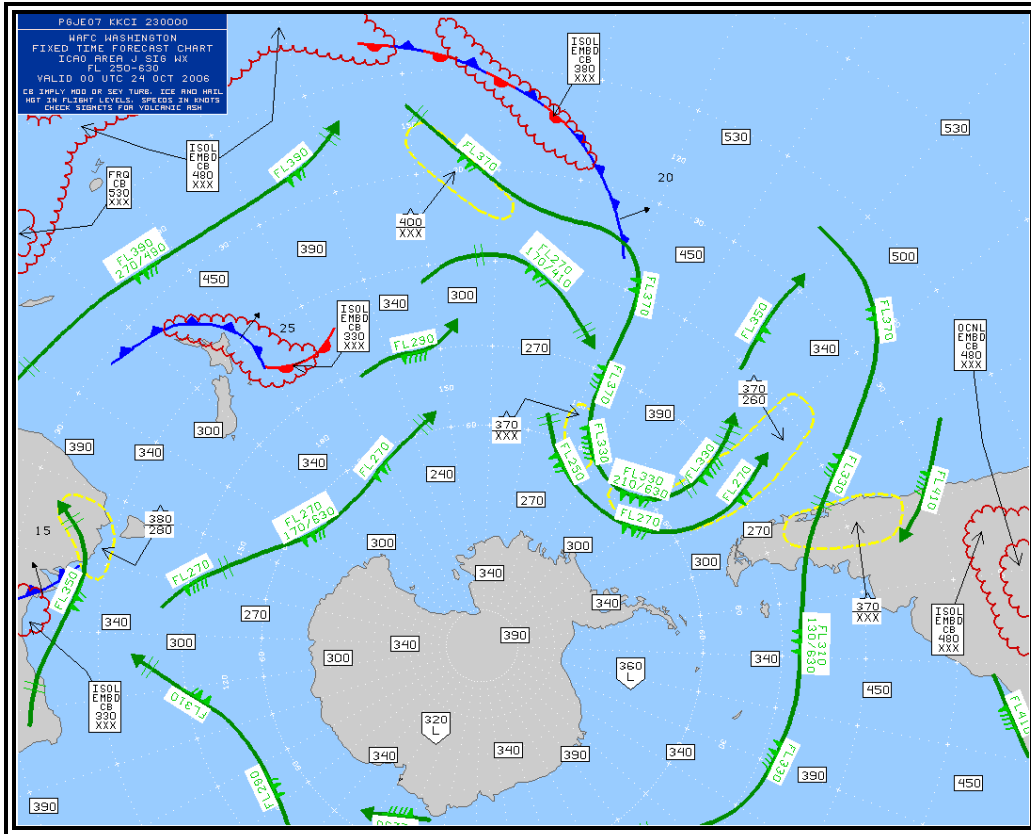 PGJE07 KKCI 230000
WAFC WASHINGTON
FIXED TIME FORECAST CHART
ICAO AREA J SIG WX
FL 250-630
VALID 00 UTC 24 OCT 2006
CB IMPLY MOD OR SEV TURB. ICE AND HAIL
HGT IN FLIGHT LEVELS. SPEEDS IN KNOTS
CHECK SIGMETS FOR VOLCANIC ASH
ISOL
EMBD
CB
380
XXX
530
530
ISOL
EMBD
CB
480
XXX
FRQ
CB
530
XXX
FL390
FL370
20
400
XXX
FL390
270/490
390
450
500
FL270
170/410
450
340
300
FL370
FL350
FL370
ISOL
EMBD
CB
330
XXX
25
FL290
270
340
OCNL
EMBD
CB
480
XXX
FL370
370
260
390
370
XXX
300
390
340
340
FL270
FL250
FL330
FL330
FL330
210/630
FL270
FL330
FL410
240
270
FL270
170/630
FL270
15
380
280
300
300
270
300
FL270
FL350
340
340
370
XXX
ISOL
EMBD
CB
480
XXX
340
270
300
340
390
300
FL310
130/630
340
360
L
450
ISOL
EMBD
CB
330
XXX
FL310
320
L
FL410
340
340
390
340
FL330
390
450
FL280
390